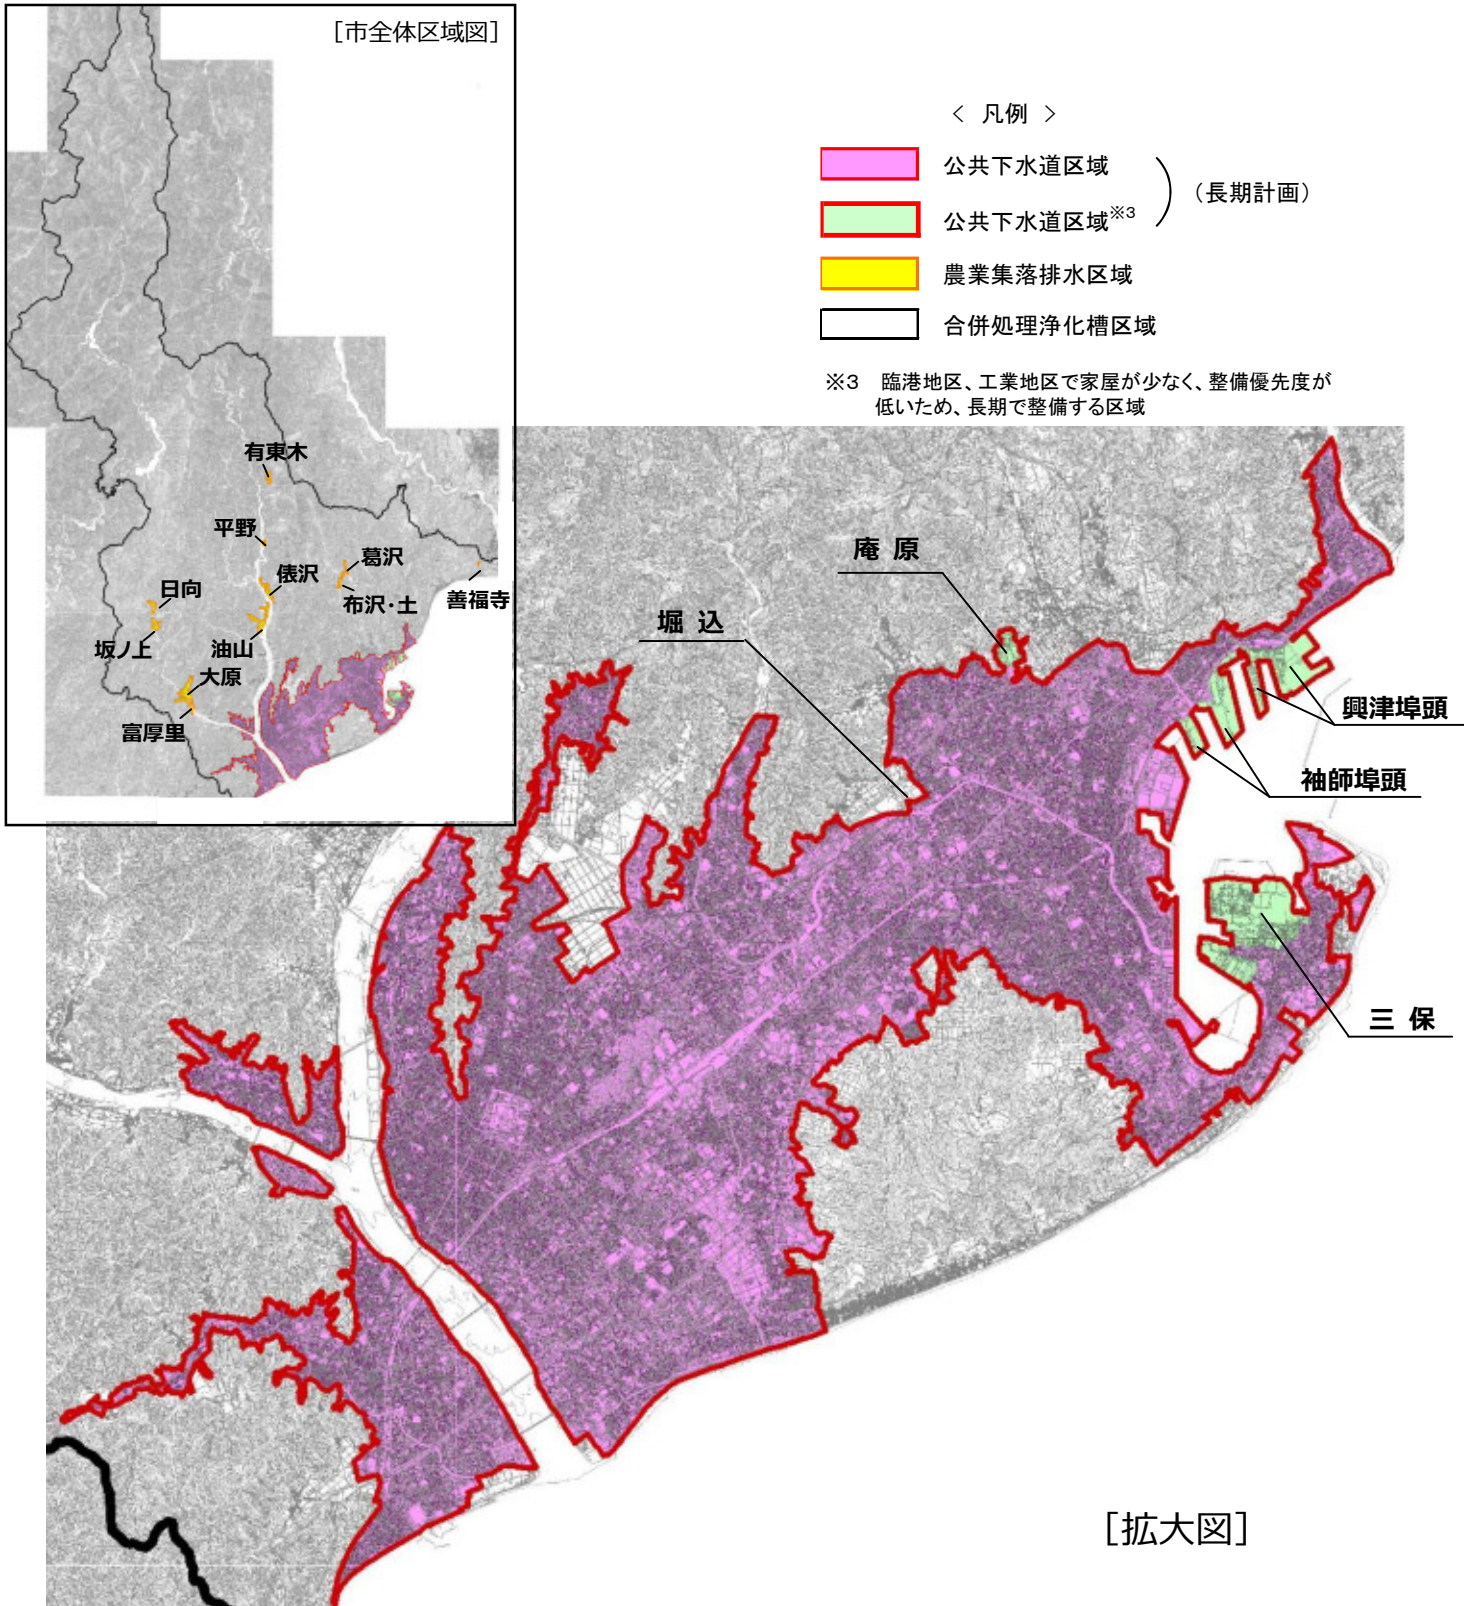 ［市全体区域図］
有東木
平野
葛沢
俵沢
日向
布沢・土
善福寺
坂ノ上
油山
大原
富厚里
＜ 凡例 ＞
公共下水道区域
（長期計画）
公共下水道区域※3
農業集落排水区域
合併処理浄化槽区域
※3　臨港地区、工業地区で家屋が少なく、整備優先度が
低いため、長期で整備する区域
庵 原
堀 込
興津埠頭
袖師埠頭
三 保
［拡大図］